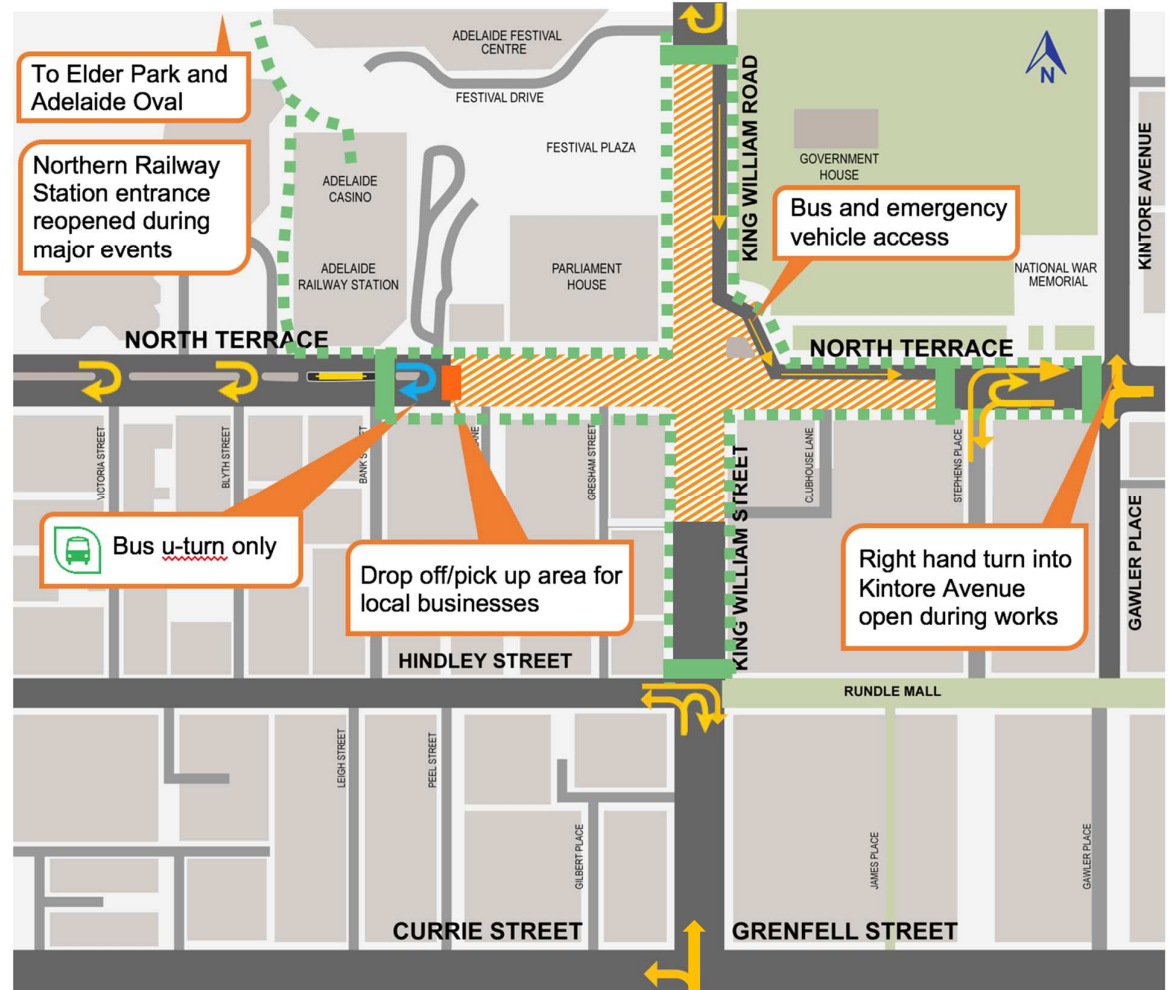 ADELAIDE FESTIVAL
CENTRE
To Elder Park and
Adelaide Oval
FESTIVAL DRIVE
KING WILLIAM ROAD
N
KINTORE AVENUE
Northern Railway
Station entrance
reopened during
major events
FESTIVAL PLAZA
GOVERNMENT
HOUSE
ADELAIDE
CASINO
Bus and emergency
vehicle access
ADELAIDE
RAILWAY STATION
PARLIAMENT
HOUSE
NATIONAL WAR
MEMORIAL
NORTH TERRACE
NORTH TERRACE
VICTORIA STREET
BLYTH STREET
BANK STREET
LANE
GRESHAM STREET
KING WILLIAM STREET
CLUBHOUSE LANE
STEPHENS PLACE
GAWLER PLACE
Bus u-turn only
Drop off/pick up area for
local businesses
Right hand turn into
Kintore Avenue
open during works
HINDLEY STREET
RUNDLE MALL
LEIGH STREET
PEEL STREET
GILBERT PLACE
JAMES PLACE
GAWLER PLACE
CURRIE STREET
GRENFELL STREET